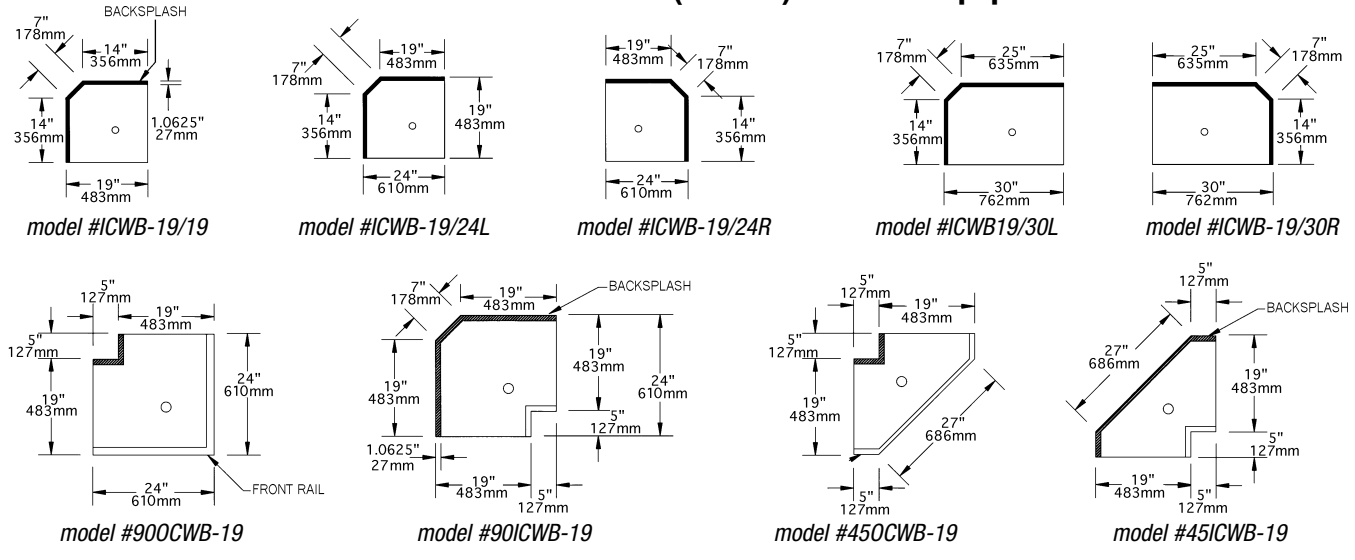 BACKSPLASH
7"
178mm
14"
356mm
14"
356mm
1.0625"
27mm
19"
483mm
model #ICWB-19/19
7"
178mm
19"
483mm
14"
356mm
19"
483mm
24"
610mm
model #ICWB-19/24L
19"
483mm
7"
178mm
14"
356mm
24"
610mm
model #ICWB-19/24R
7"
178mm
25"
635mm
14"
356mm
30"
762mm
model #ICWB19/30L
25"
635mm
7"
178mm
14"
356mm
30"
762mm
model #ICWB-19/30R
5"
127mm
19"
483mm
5"
127mm
19"
483mm
24"
610mm
FRONT RAIL
24"
610mm
model #90OCWB-19
7"
178mm
19"
483mm
BACKSPLASH
19"
483mm
19"
483mm
24"
610mm
5"
127mm
1.0625"
27mm
19"
483mm
5"
127mm
model #90ICWB-19
5"
127mm
19"
483mm
5"
127mm
19"
483mm
27"
686mm
5"
127mm
model #45OCWB-19
5"
127mm
BACKSPLASH
27"
686mm
19"
483mm
5"
127mm
19"
483mm
5"
127mm
model #45ICWB-19